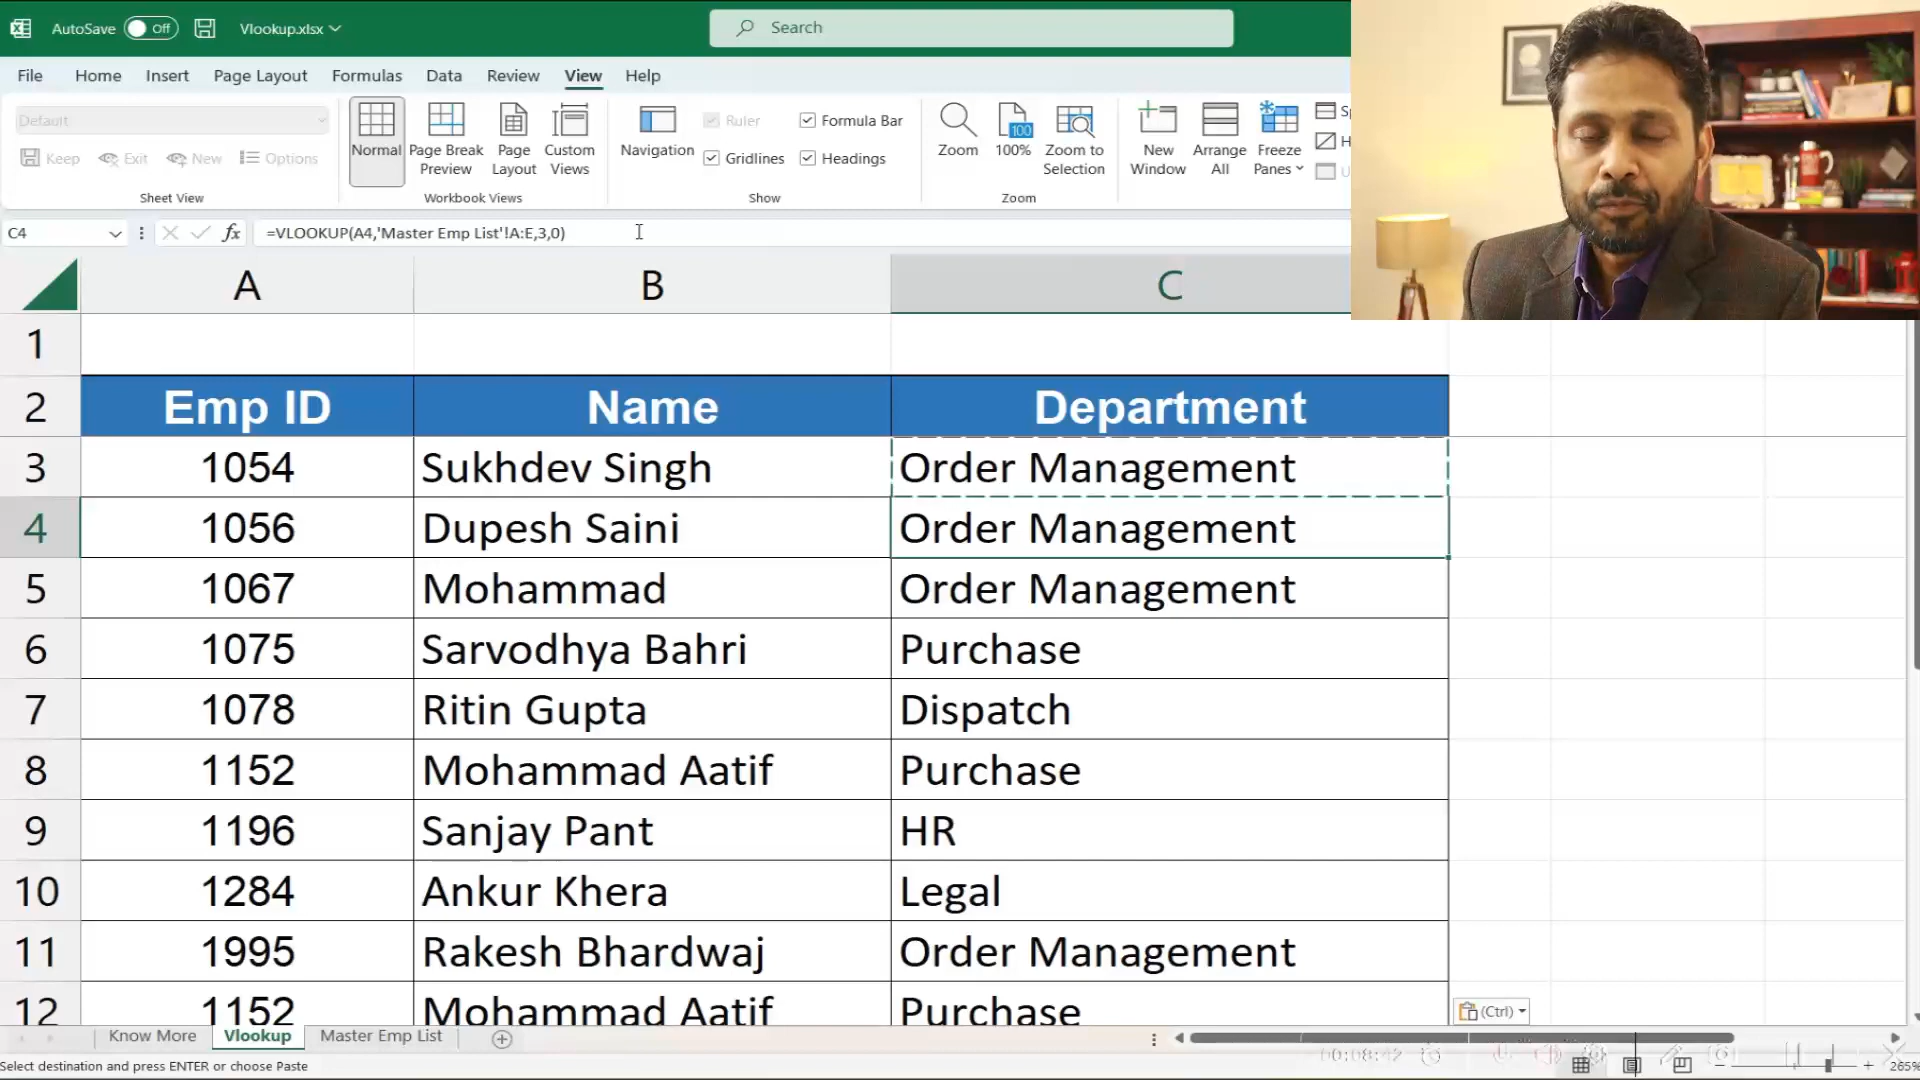 AutoSave Off Vlookup.xlsx Search
File Home Insert Page Layout Formulas Data Review View Help
Default
Keep Exit New Options
Normal Page Break Preview Page Layout Custom Views
Navigation Ruler Formula Bar
Gridlines Headings
Zoom 100 100% Zoom to Selection
New Window Arrange All Freeze Panes
Sheet View Workbook Views Show Zoom
C4 fx =VLOOKUP(A4,'Master Emp List'!A:E,3,0)
A B C
1
2 Emp ID Name Department
3 1054 Sukhdev Singh Order Management
4 1056 Dupesh Saini Order Management
5 1067 Mohammad Order Management
6 1075 Sarvodhya Bahri Purchase
7 1078 Ritin Gupta Dispatch
8 1152 Mohammad Aatif Purchase
9 1196 Sanjay Pant HR
10 1284 Ankur Khera Legal
11 1995 Rakesh Bhardwaj Order Management
12 1152 Mohammad Aatif Purchase
(Ctrl)
Know More Vlookup Master Emp List
Select destination and press ENTER or choose Paste
00:08:42
265%